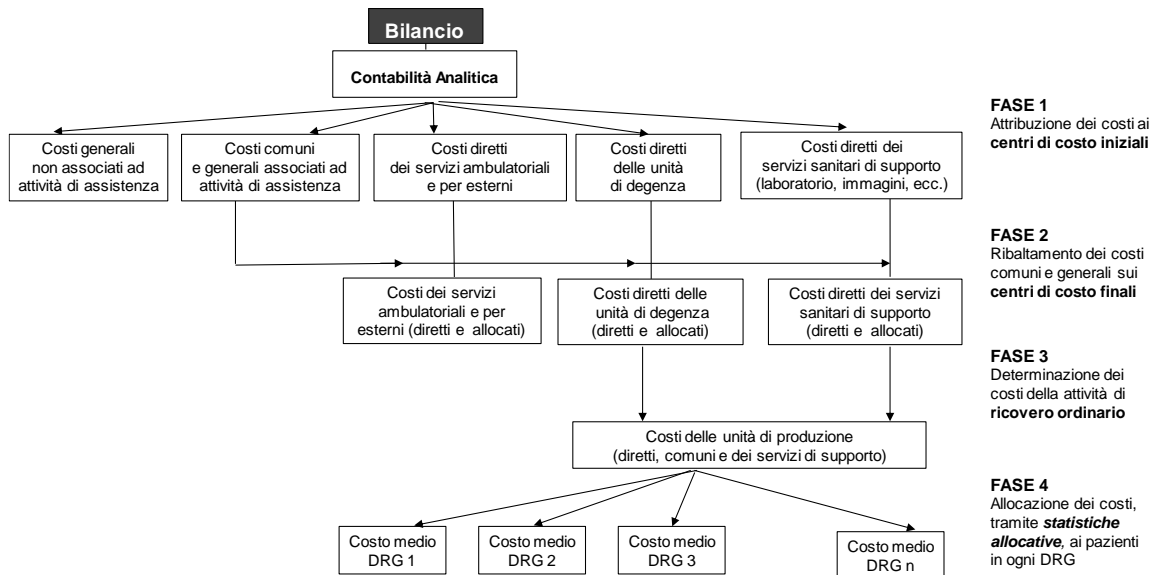 Bilancio
Contabilità Analitica
FASE 1
Attribuzione dei costi ai
centri di costo iniziali
Costi generali
non associati ad
attività di assistenza
Costi comuni
e generali associati ad
attività di assistenza
Costi diretti
dei servizi ambulatoriali
e per esterni
Costi diretti
delle unità
di degenza
Costi diretti dei
servizi sanitari di supporto
(laboratorio, immagini, ecc.)
FASE 2
Ribaltamento dei costi
comuni e generali sui
centri di costo finali
Costi dei servizi
ambulatoriali e per
esterni (diretti e allocati)
Costi diretti delle
unità di degenza
(diretti e allocati)
Costi diretti dei servizi
sanitari di supporto
(diretti e allocati)
FASE 3
Determinazione dei
costi della attività di
ricovero ordinario
Costi delle unità di produzione
(diretti, comuni e dei servizi di supporto)
FASE 4
Allocazione dei costi,
tramite statistiche
allocative, ai pazienti
in ogni DRG
Costo medio
DRG 1
Costo medio
DRG 2
Costo medio
DRG 3
Costo medio
DRG n